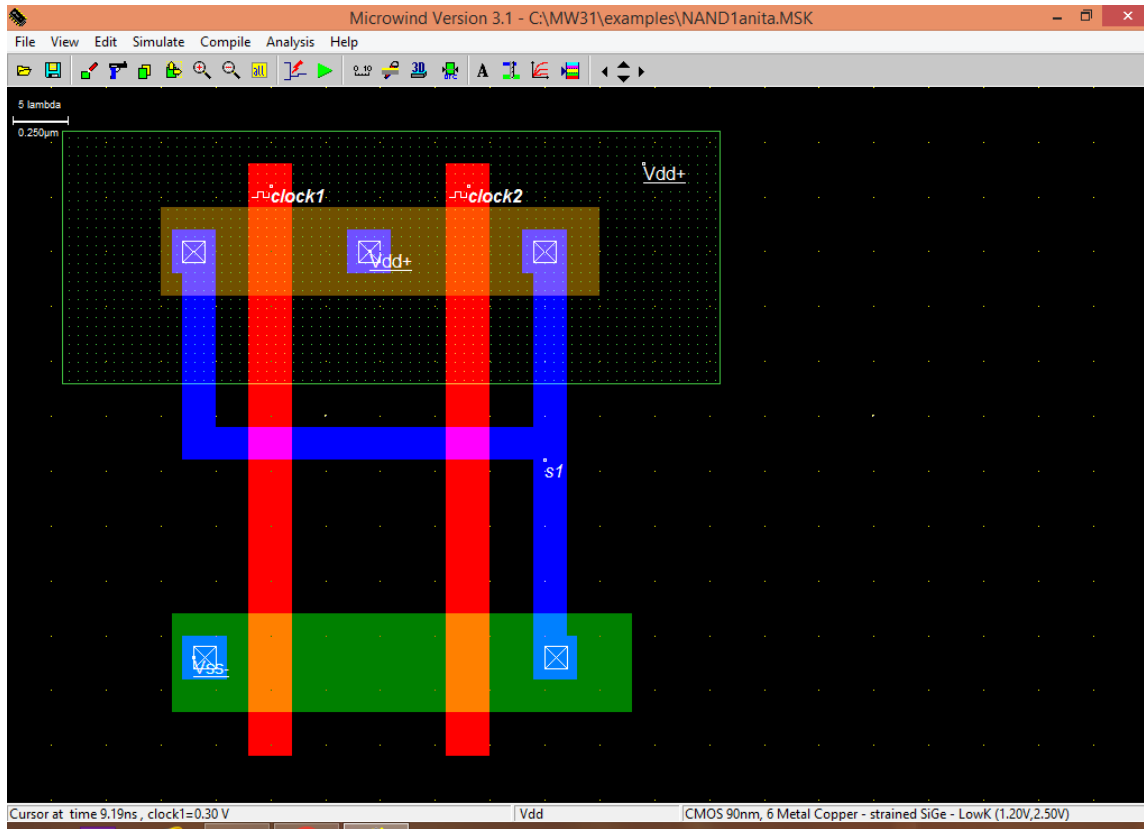 Microwind Version 3.1 - C:\MW31\examples\NAND1anita.MSK
File View Edit Simulate Compile Analysis Help
5 lambda
0.250µm
Vdd+
clock1
clock2
Vdd+
s1
Vss-
Cursor at time 9.19ns , clock1=0.30 V
Vdd
CMOS 90nm, 6 Metal Copper - strained SiGe - LowK (1.20V,2.50V)